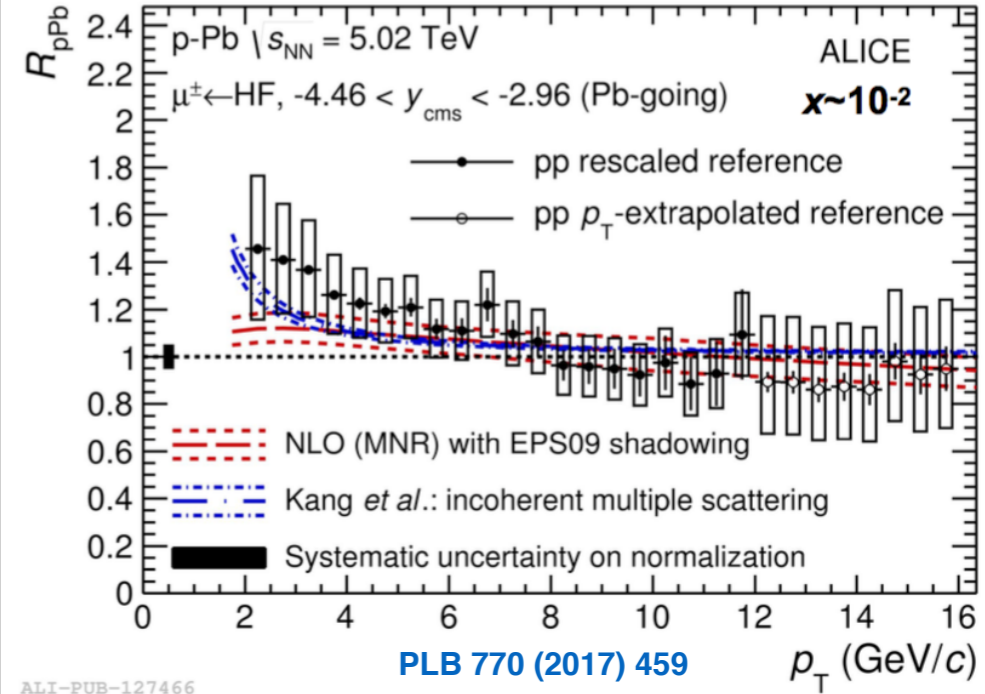 R_pPb
2.4
2.2
2
1.8
1.6
1.4
1.2
1
0.8
0.6
0.4
0.2
0
p-Pb √s_NN = 5.02 TeV
ALICE
μ±←HF, -4.46 < y_cms < -2.96 (Pb-going)
x~10-2
pp rescaled reference
pp p_T-extrapolated reference
NLO (MNR) with EPS09 shadowing
Kang et al.: incoherent multiple scattering
Systematic uncertainty on normalization
0 2 4 6 8 10 12 14 16
PLB 770 (2017) 459
p_T (GeV/c)
ALI-PUB-127466